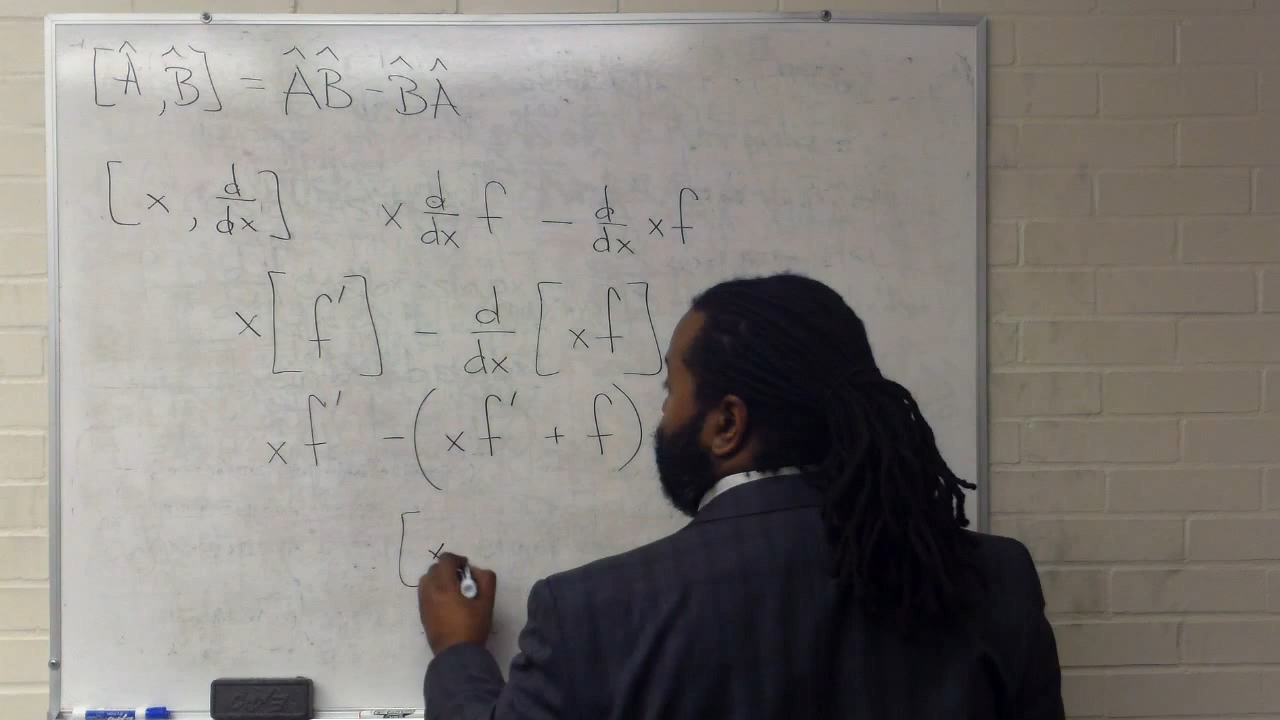 [Â, B̂] = ÂB̂ - B̂Â
[x, d/dx] x d/dx f - d/dx xf
x[f'] - d/dx [xf]
xf' - (xf' + f)
[x